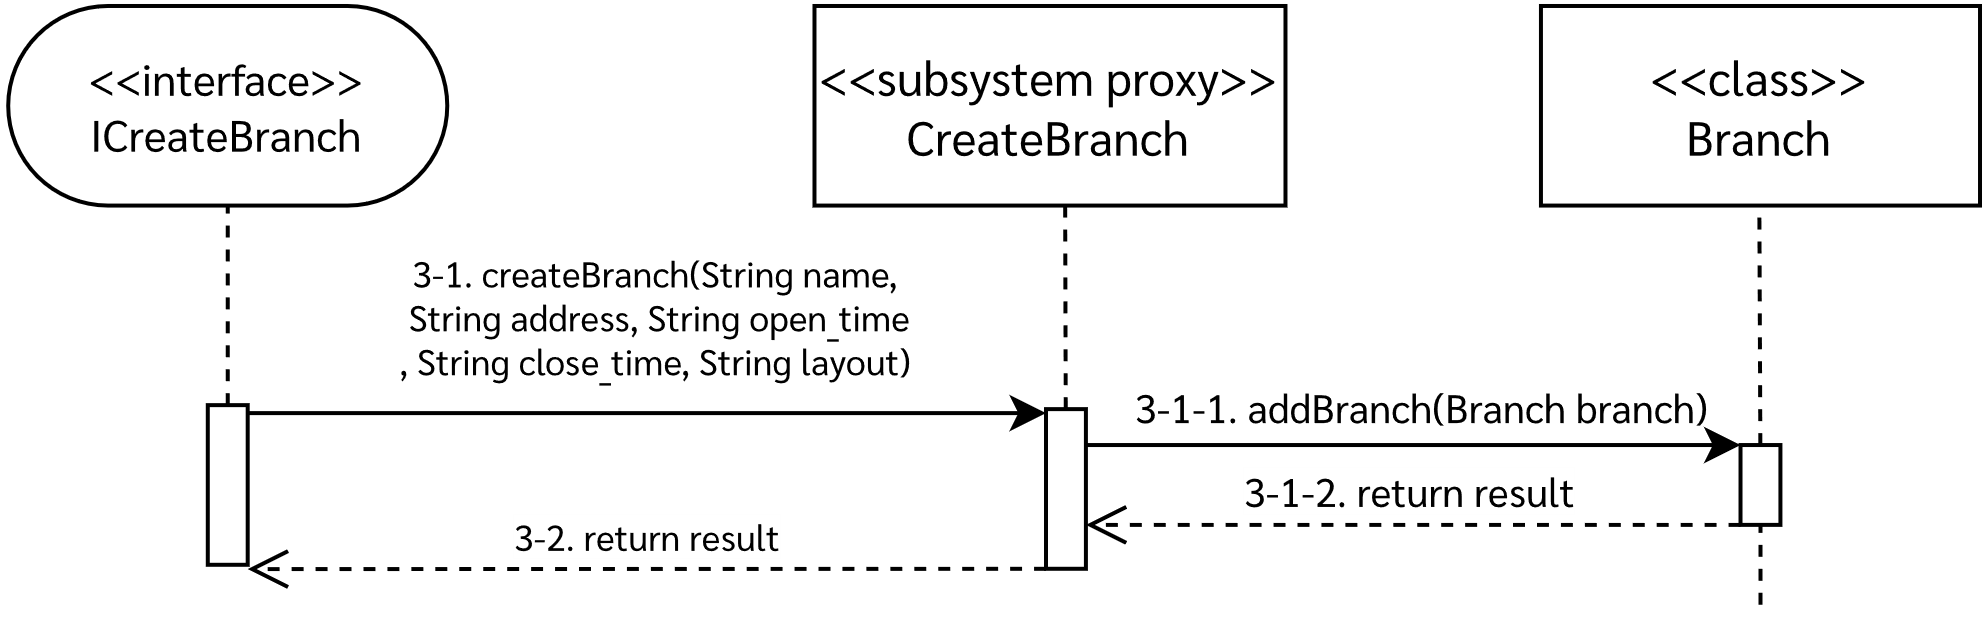 <<interface>>
ICreateBranch
<<subsystem proxy>>
CreateBranch
<<class>>
Branch
3-1. createBranch(String name,
String address, String open_time
, String close_time, String layout)
3-1-1. addBranch(Branch branch)
3-1-2. return result
3-2. return result